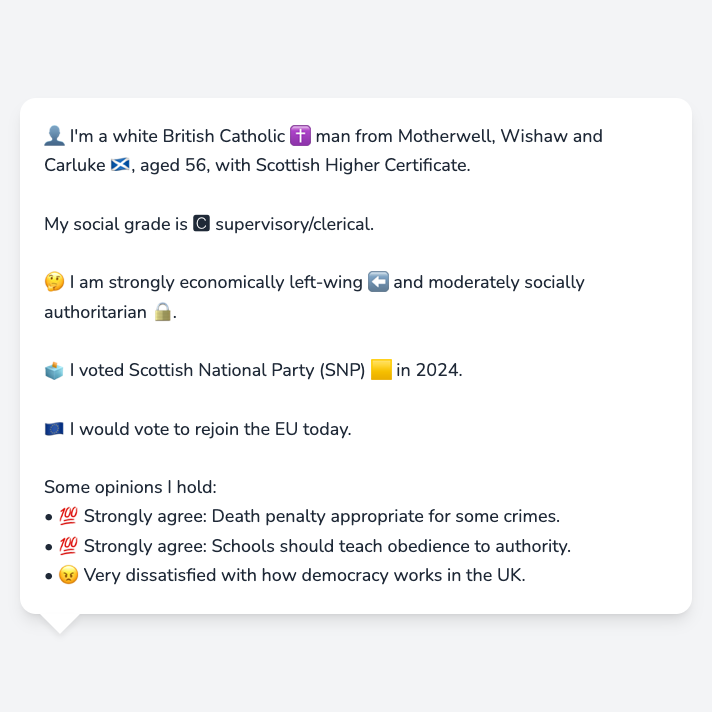 👤 I'm a white British Catholic ✝️ man from Motherwell, Wishaw and
Carluke 🏴󠁧󠁢󠁳󠁣󠁴󠁿, aged 56, with Scottish Higher Certificate.
My social grade is 🅲 supervisory/clerical.
🤔 I am strongly economically left-wing ⬅️ and moderately socially
authoritarian 🔒.
🗳️ I voted Scottish National Party (SNP) 🟨 in 2024.
🇪🇺 I would vote to rejoin the EU today.
Some opinions I hold:
• 💯 Strongly agree: Death penalty appropriate for some crimes.
• 💯 Strongly agree: Schools should teach obedience to authority.
• 😠 Very dissatisfied with how democracy works in the UK.